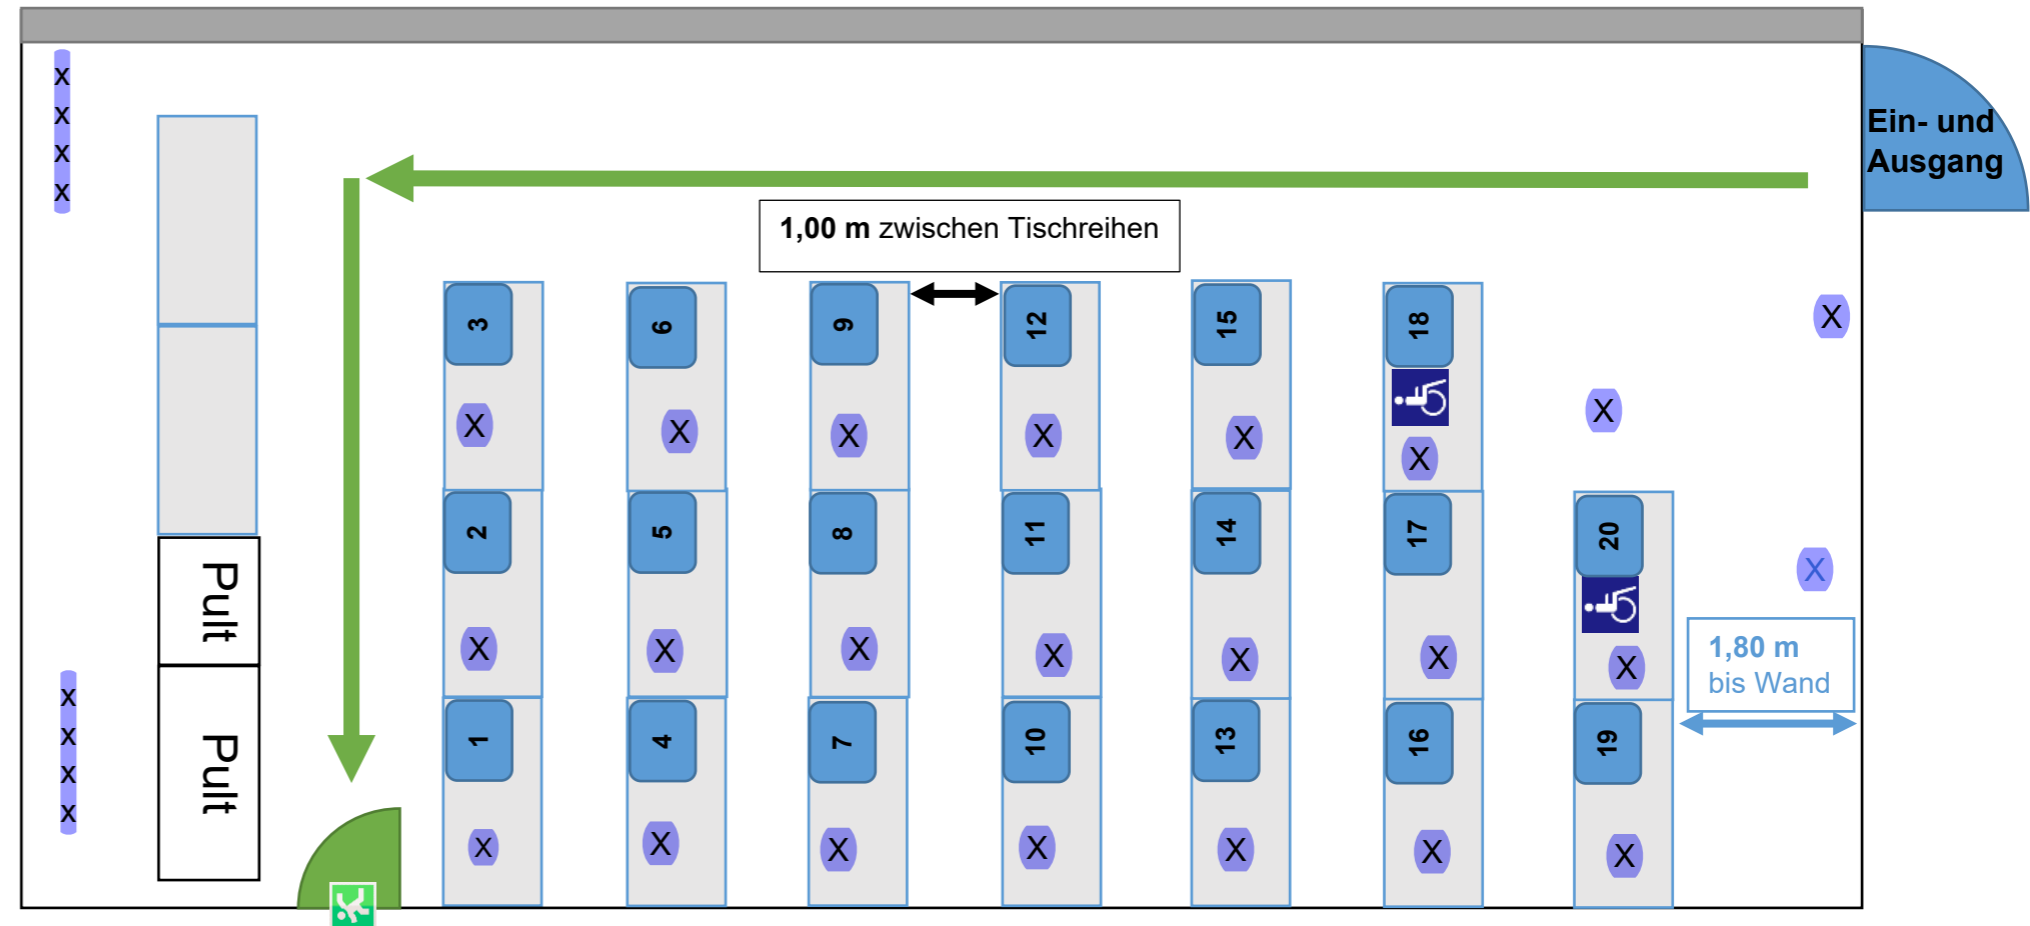 Ein- und
Ausgang
1,00 m zwischen Tischreihen
X
X
X
X
3
6
9
12
15
18
X
X
X
X
X
X
X
X
X
2
5
8
11
14
17
20
Pult
X
X
X
X
X
X
X
X
1,80 m
bis Wand
1
4
7
10
13
16
19
Pult
X
X
X
X
X
X
X
X
X
X
X